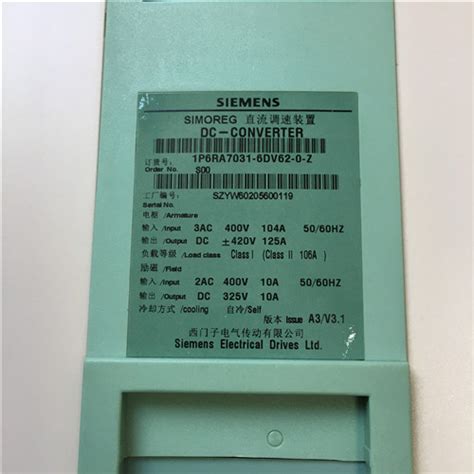 SIEMENS
SIMOREG 直流调速装置
DC-CONVERTER
订货号: 1P6RA7031-6DV62-0-Z
Order No. S00
工厂编号: SZYW60205600119
Serial No.
电枢 /Armature
输入 /Input 3AC 400V 104A 50/60HZ
输出 /Output DC ±420V 125A
负载等级 /Load class Class I (Class II 106A)
励磁 /Field
输入 /Input 2AC 400V 10A 50/60HZ
输出 /Output DC 325V 10A
冷却方式 /cooling 自冷/Self
版本 Issue A3/V3.1
西门子电气传动有限公司
Siemens Electrical Drives Ltd.